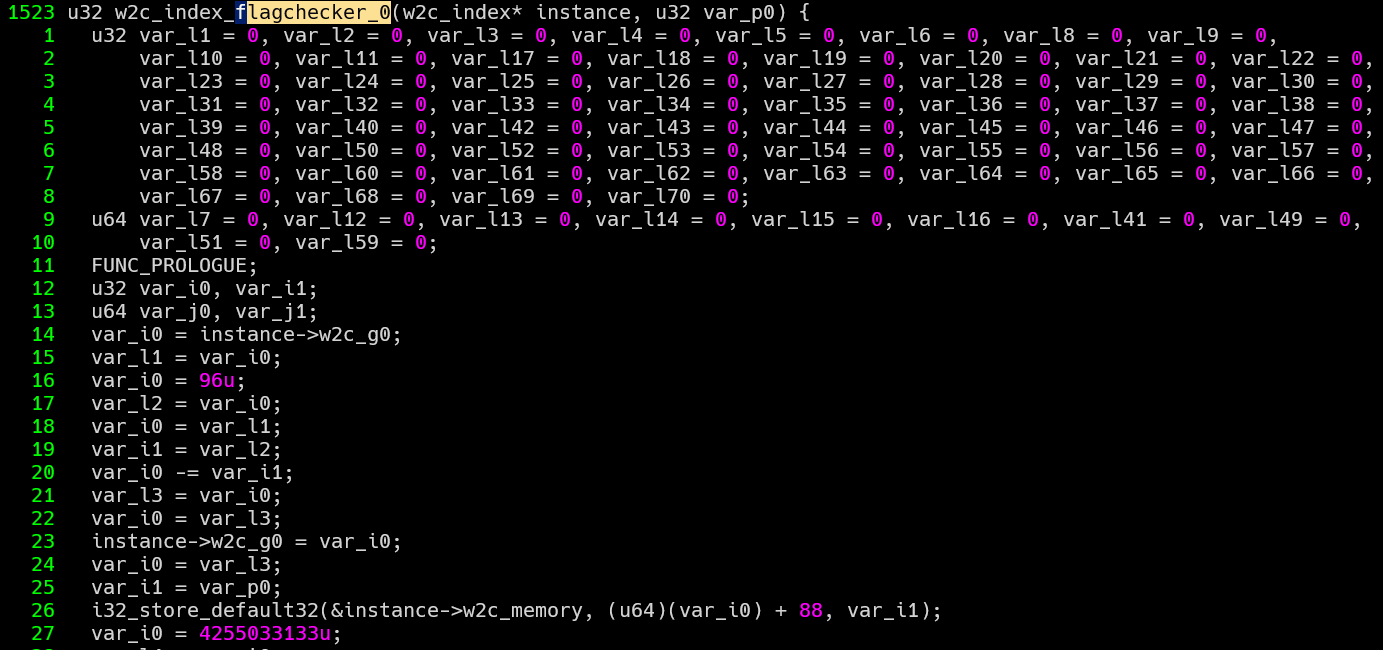 1523 u32 w2c_index_flagchecker_0(w2c_index* instance, u32 var_p0) {
1 u32 var_l1 = 0, var_l2 = 0, var_l3 = 0, var_l4 = 0, var_l5 = 0, var_l6 = 0, var_l8 = 0, var_l9 = 0,
2 var_l10 = 0, var_l11 = 0, var_l17 = 0, var_l18 = 0, var_l19 = 0, var_l20 = 0, var_l21 = 0, var_l22 = 0,
3 var_l23 = 0, var_l24 = 0, var_l25 = 0, var_l26 = 0, var_l27 = 0, var_l28 = 0, var_l29 = 0, var_l30 = 0,
4 var_l31 = 0, var_l32 = 0, var_l33 = 0, var_l34 = 0, var_l35 = 0, var_l36 = 0, var_l37 = 0, var_l38 = 0,
5 var_l39 = 0, var_l40 = 0, var_l42 = 0, var_l43 = 0, var_l44 = 0, var_l45 = 0, var_l46 = 0, var_l47 = 0,
6 var_l48 = 0, var_l50 = 0, var_l52 = 0, var_l53 = 0, var_l54 = 0, var_l55 = 0, var_l56 = 0, var_l57 = 0,
7 var_l58 = 0, var_l60 = 0, var_l61 = 0, var_l62 = 0, var_l63 = 0, var_l64 = 0, var_l65 = 0, var_l66 = 0,
8 var_l67 = 0, var_l68 = 0, var_l69 = 0, var_l70 = 0;
9 u64 var_l7 = 0, var_l12 = 0, var_l13 = 0, var_l14 = 0, var_l15 = 0, var_l16 = 0, var_l41 = 0, var_l49 = 0,
10 var_l51 = 0, var_l59 = 0;
11 FUNC_PROLOGUE;
12 u32 var_i0, var_i1;
13 u64 var_j0, var_j1;
14 var_i0 = instance->w2c_g0;
15 var_l1 = var_i0;
16 var_i0 = 96u;
17 var_l2 = var_i0;
18 var_i0 = var_l1;
19 var_i1 = var_l2;
20 var_i0 -= var_i1;
21 var_l3 = var_i0;
22 var_i0 = var_l3;
23 instance->w2c_g0 = var_i0;
24 var_i0 = var_l3;
25 var_i1 = var_p0;
26 i32_store_default32(&instance->w2c_memory, (u64)(var_i0) + 88, var_i1);
27 var_i0 = 4255033133u;